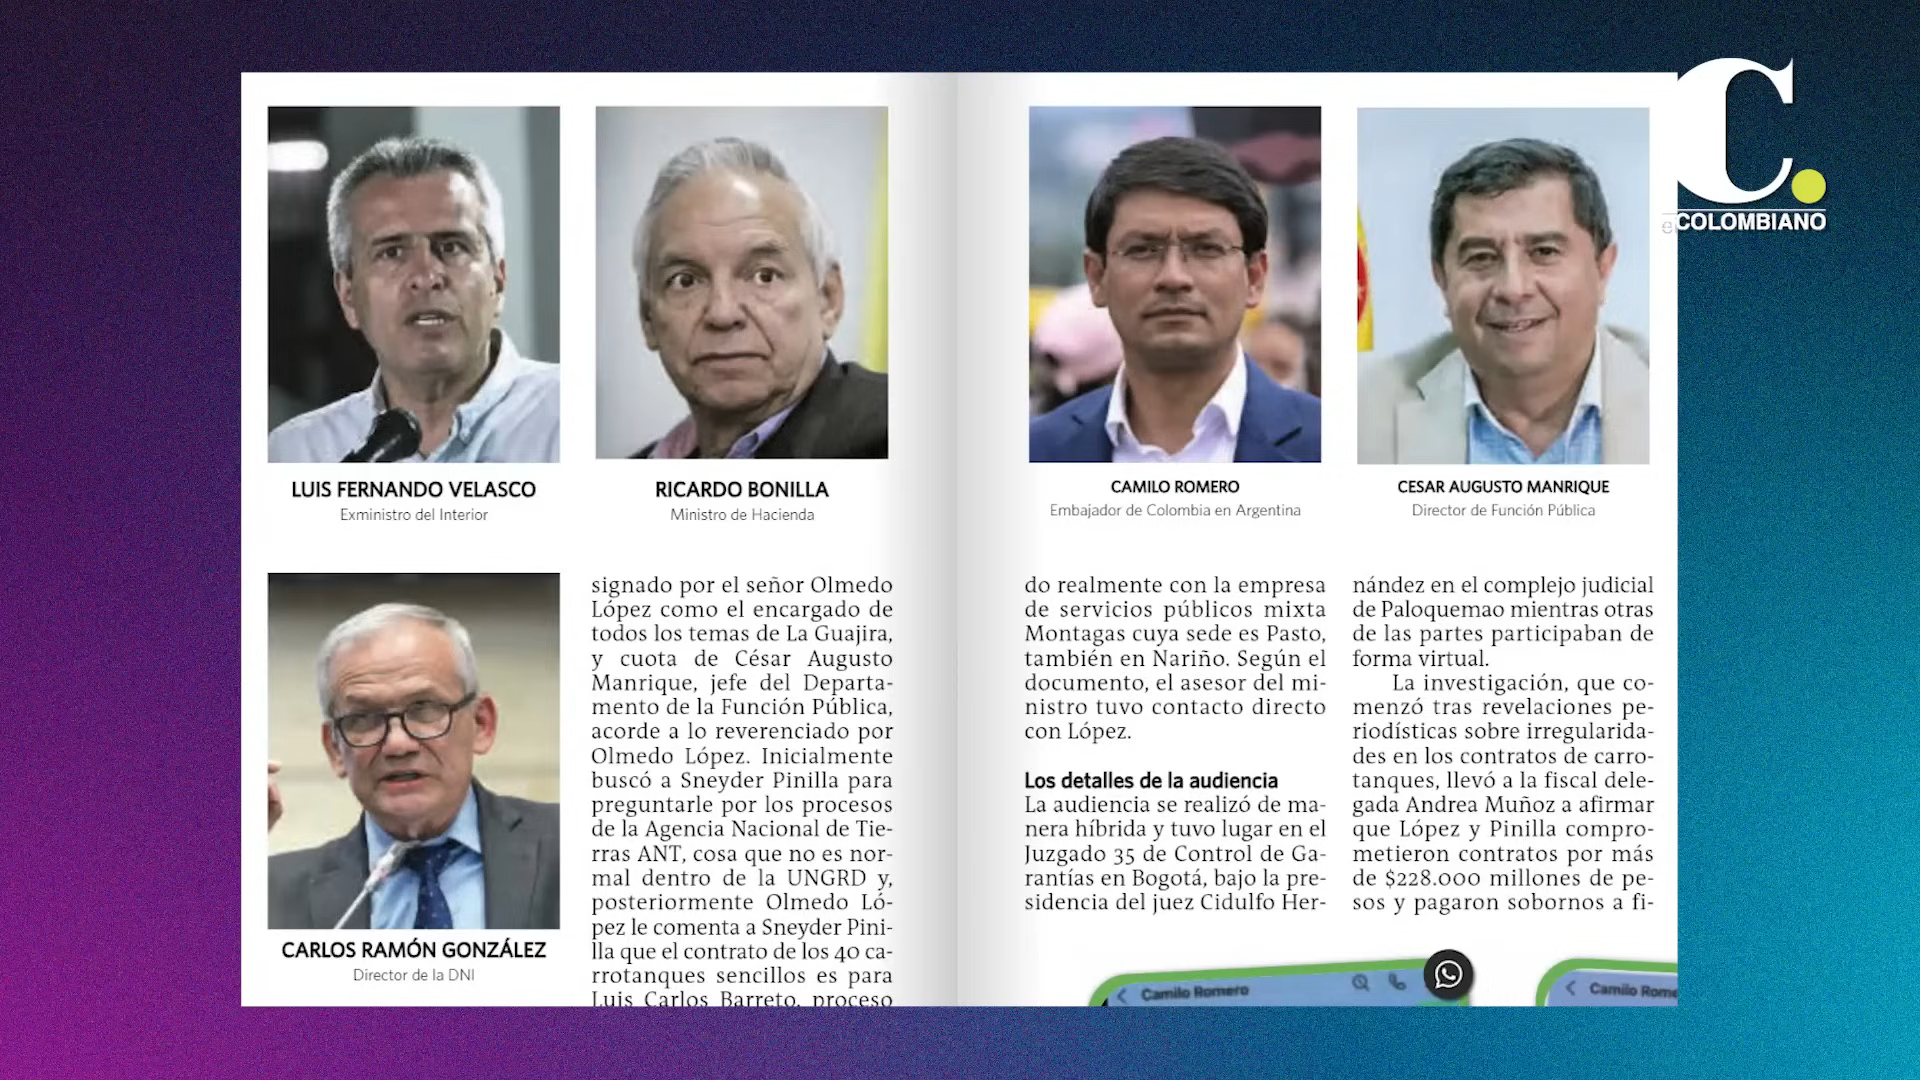 el COLOMBIANO
LUIS FERNANDO VELASCO
Exministro del Interior
RICARDO BONILLA
Ministro de Hacienda
CARLOS RAMÓN GONZÁLEZ
Director de la DNI
signado por el señor Olmedo
López como el encargado de
todos los temas de La Guajira,
y cuota de César Augusto
Manrique, jefe del Departa-
mento de la Función Pública,
acorde a lo reverenciado por
Olmedo López. Inicialmente
buscó a Sneyder Pinilla para
preguntarle por los procesos
de la Agencia Nacional de Tie-
rras ANT, cosa que no es nor-
mal dentro de la UNGRD y,
posteriormente Olmedo Ló-
pez le comenta a Sneyder Pini-
lla que el contrato de los 40 ca-
rrotanques sencillos es para
Luis Carlos Barreto, proceso
CAMILO ROMERO
Embajador de Colombia en Argentina
CESAR AUGUSTO MANRIQUE
Director de Función Pública
do realmente con la empresa
de servicios públicos mixta
Montagas cuya sede es Pasto,
también en Nariño. Según el
documento, el asesor del mi-
nistro tuvo contacto directo
con López.
Los detalles de la audiencia
La audiencia se realizó de ma-
nera híbrida y tuvo lugar en el
Juzgado 35 de Control de Ga-
rantías en Bogotá, bajo la pre-
sidencia del juez Cidulfo Her-
nández en el complejo judicial
de Paloquemao mientras otras
de las partes participaban de
forma virtual.
La investigación, que co-
menzó tras revelaciones pe-
riodísticas sobre irregularida-
des en los contratos de carro-
tanques, llevó a la fiscal dele-
gada Andrea Muñoz a afirmar
que López y Pinilla compro-
metieron contratos por más
de $228.000 millones de pe-
sos y pagaron sobornos a fi-
Camilo Romero
Camilo Rome